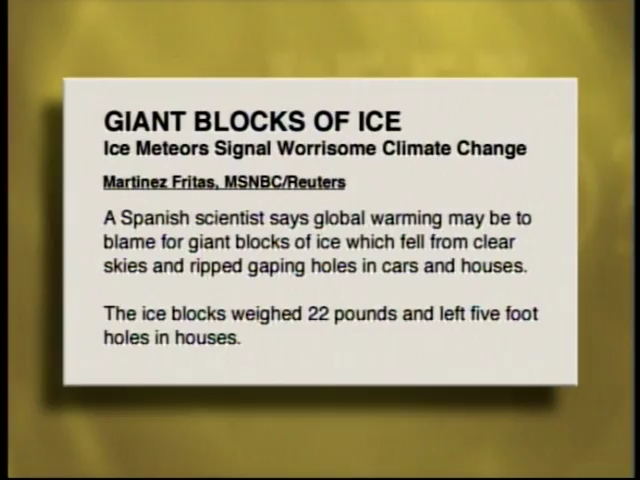 GIANT BLOCKS OF ICE
Ice Meteors Signal Worrisome Climate Change
Martinez Fritas, MSNBC/Reuters
A Spanish scientist says global warming may be to
blame for giant blocks of ice which fell from clear
skies and ripped gaping holes in cars and houses.
The ice blocks weighed 22 pounds and left five foot
holes in houses.